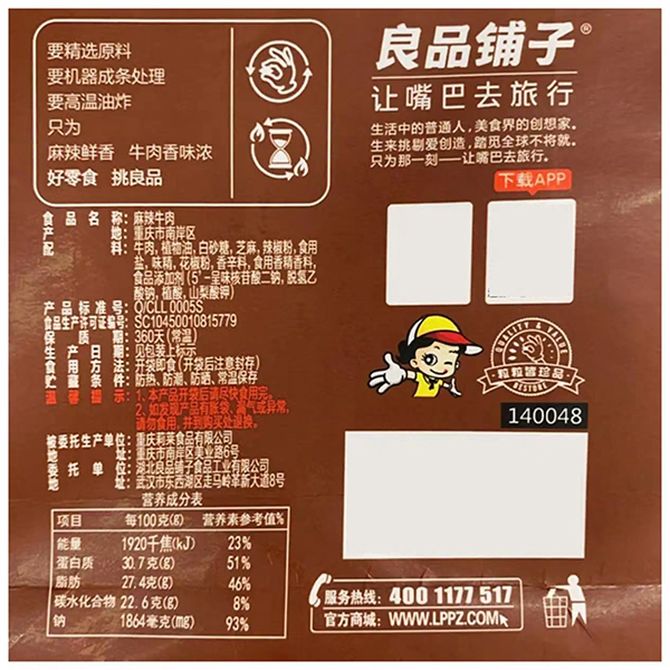 要精选原料
要机器成条处理
要高温油炸
只为
麻辣鲜香 牛肉香味浓
好零食 挑良品
良品铺子®
让嘴巴去旅行
生活中的普通人，美食界的创想家。
生来挑剔爱创造，踏觅全球不将就。
只为那一刻——让嘴巴去旅行。
下载APP
食品名称：麻辣牛肉
产地：重庆市南岸区
配料：牛肉，植物油，白砂糖，芝麻，辣椒粉，食用
盐，味精，花椒粉，香辛料，食用香精香料，
食品添加剂(5'-呈味核苷酸二钠，脱氢乙
酸钠，植酸，山梨酸钾)
产品标准号：Q/CLL 0005S
食品生产许可证编号：SC10450010815779
保质期：360天(常温)
生产日期：见包装上标示
食用方法：开袋即食(开袋后注意封存)
贮藏条件：防热、防潮、防晒、常温保存
温馨提示：1、本产品开袋后请尽快食用完。
2、如发现产品有胀袋、漏气或异常，
请勿食用，并到购买处退换。
被委托生产单位：重庆莉莱食品有限公司
地址：重庆市南岸区美业路6号
委托单位：湖北良品铺子食品工业有限公司
地址：武汉市东西湖区走马岭革新大道8号
营养成分表
项目 每100克(g) 营养素参考值%
能量 1920千焦(kJ) 23%
蛋白质 30.7克(g) 51%
脂肪 27.4克(g) 46%
碳水化合物 22.6克(g) 8%
钠 1864毫克(mg) 93%
QUALITY & VALUE
粒粒皆珍品
RESTORE
140048
服务热线：400 1177 517
官方商城：WWW.LPPZ.COM